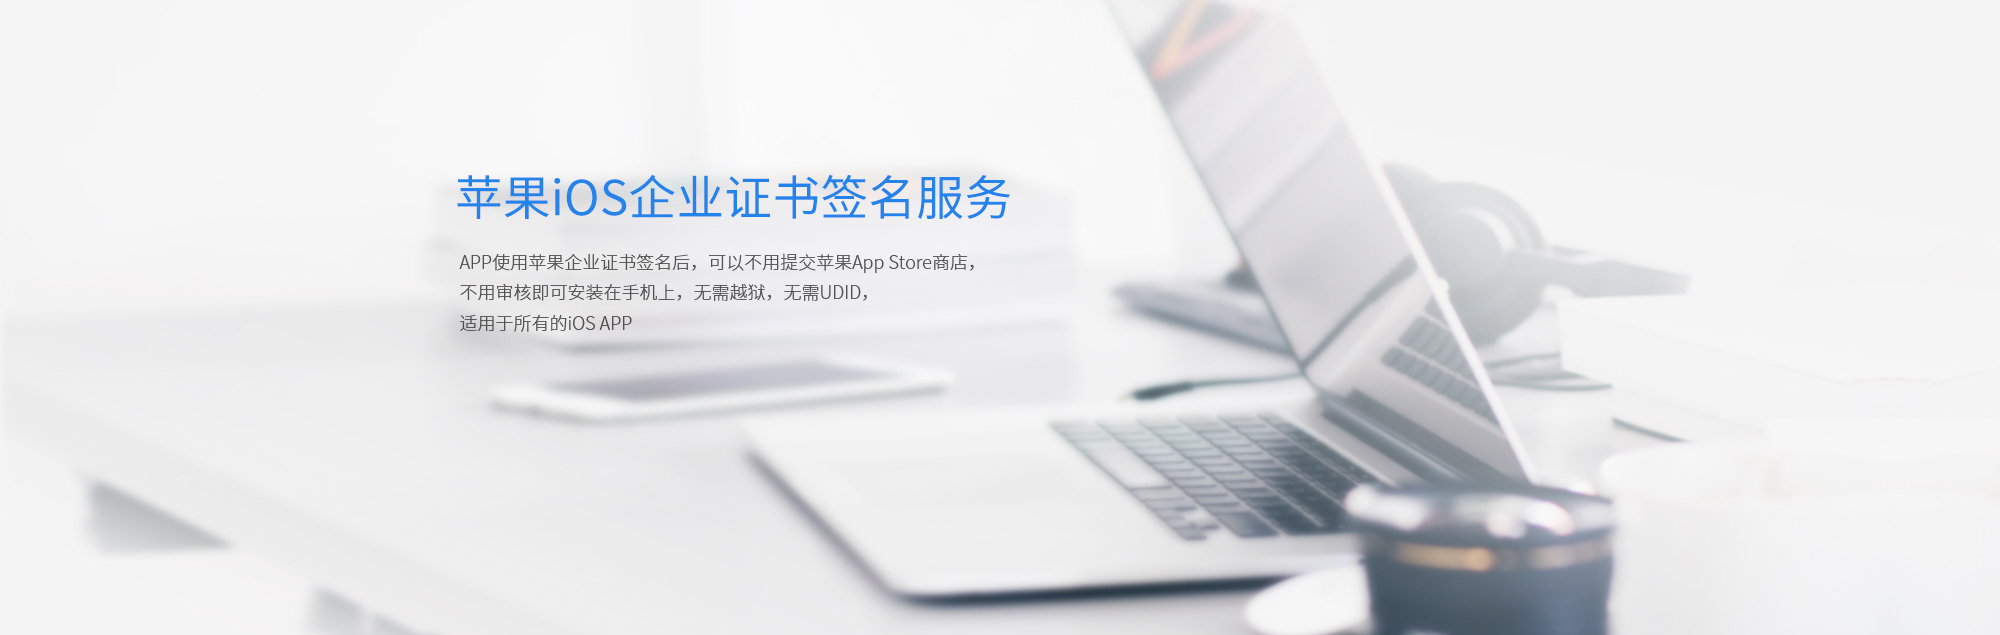 苹果iOS企业证书签名服务
APP使用苹果企业证书签名后，可以不用提交苹果App Store商店，
不用审核即可安装在手机上，无需越狱，无需UDID，
适用于所有的iOS APP